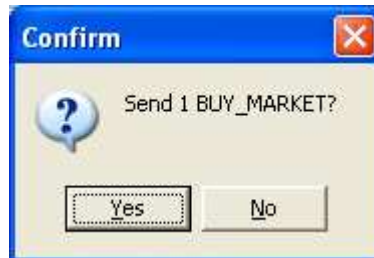 Confirm
Send 1 BUY_MARKET?
Yes No